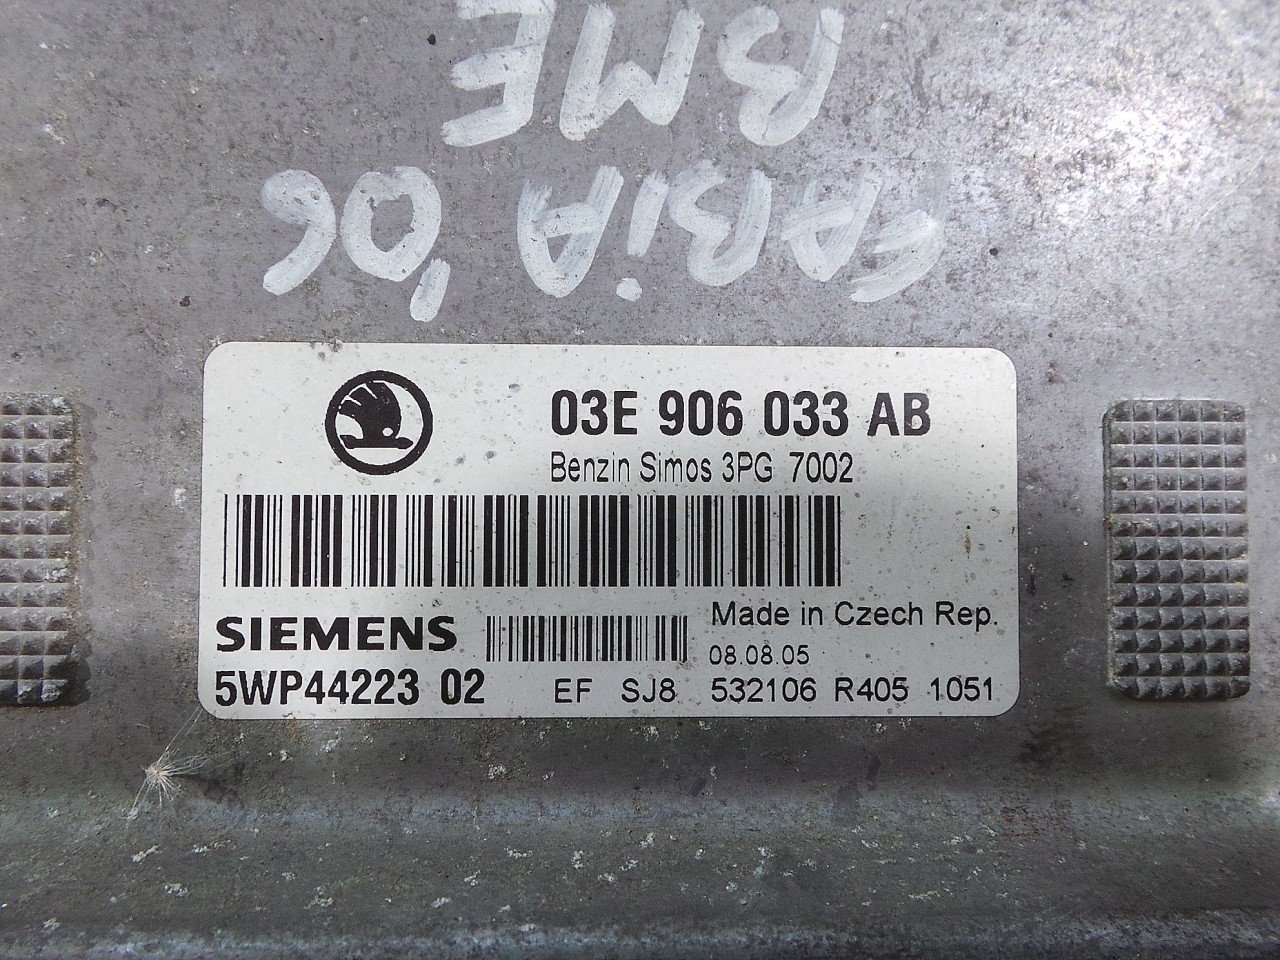 FABIA '06
BME
03E 906 033 AB
Benzin Simos 3PG 7002
SIEMENS
Made in Czech Rep.
08.08.05
5WP44223 02
EF SJ8 532106 R405 1051